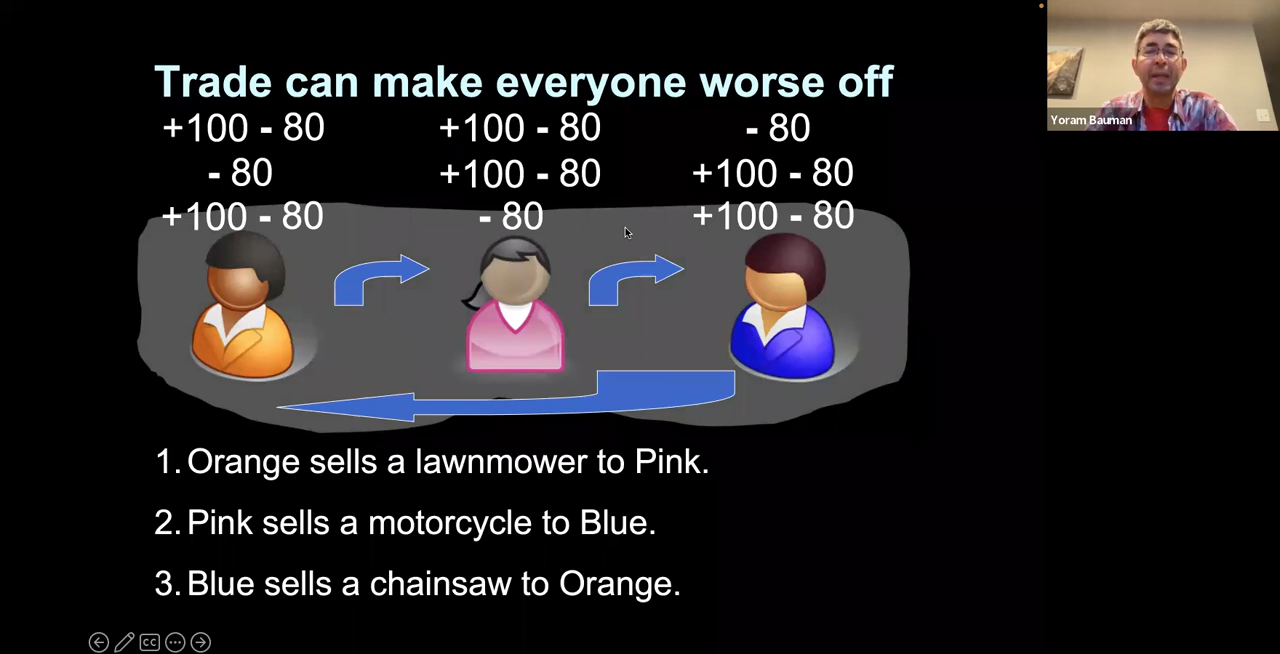 Trade can make everyone worse off
+100 - 80 +100 - 80 - 80
- 80 +100 - 80 +100 - 80
+100 - 80 - 80 +100 - 80
1. Orange sells a lawnmower to Pink.
2. Pink sells a motorcycle to Blue.
3. Blue sells a chainsaw to Orange.
Yoram Bauman
CC